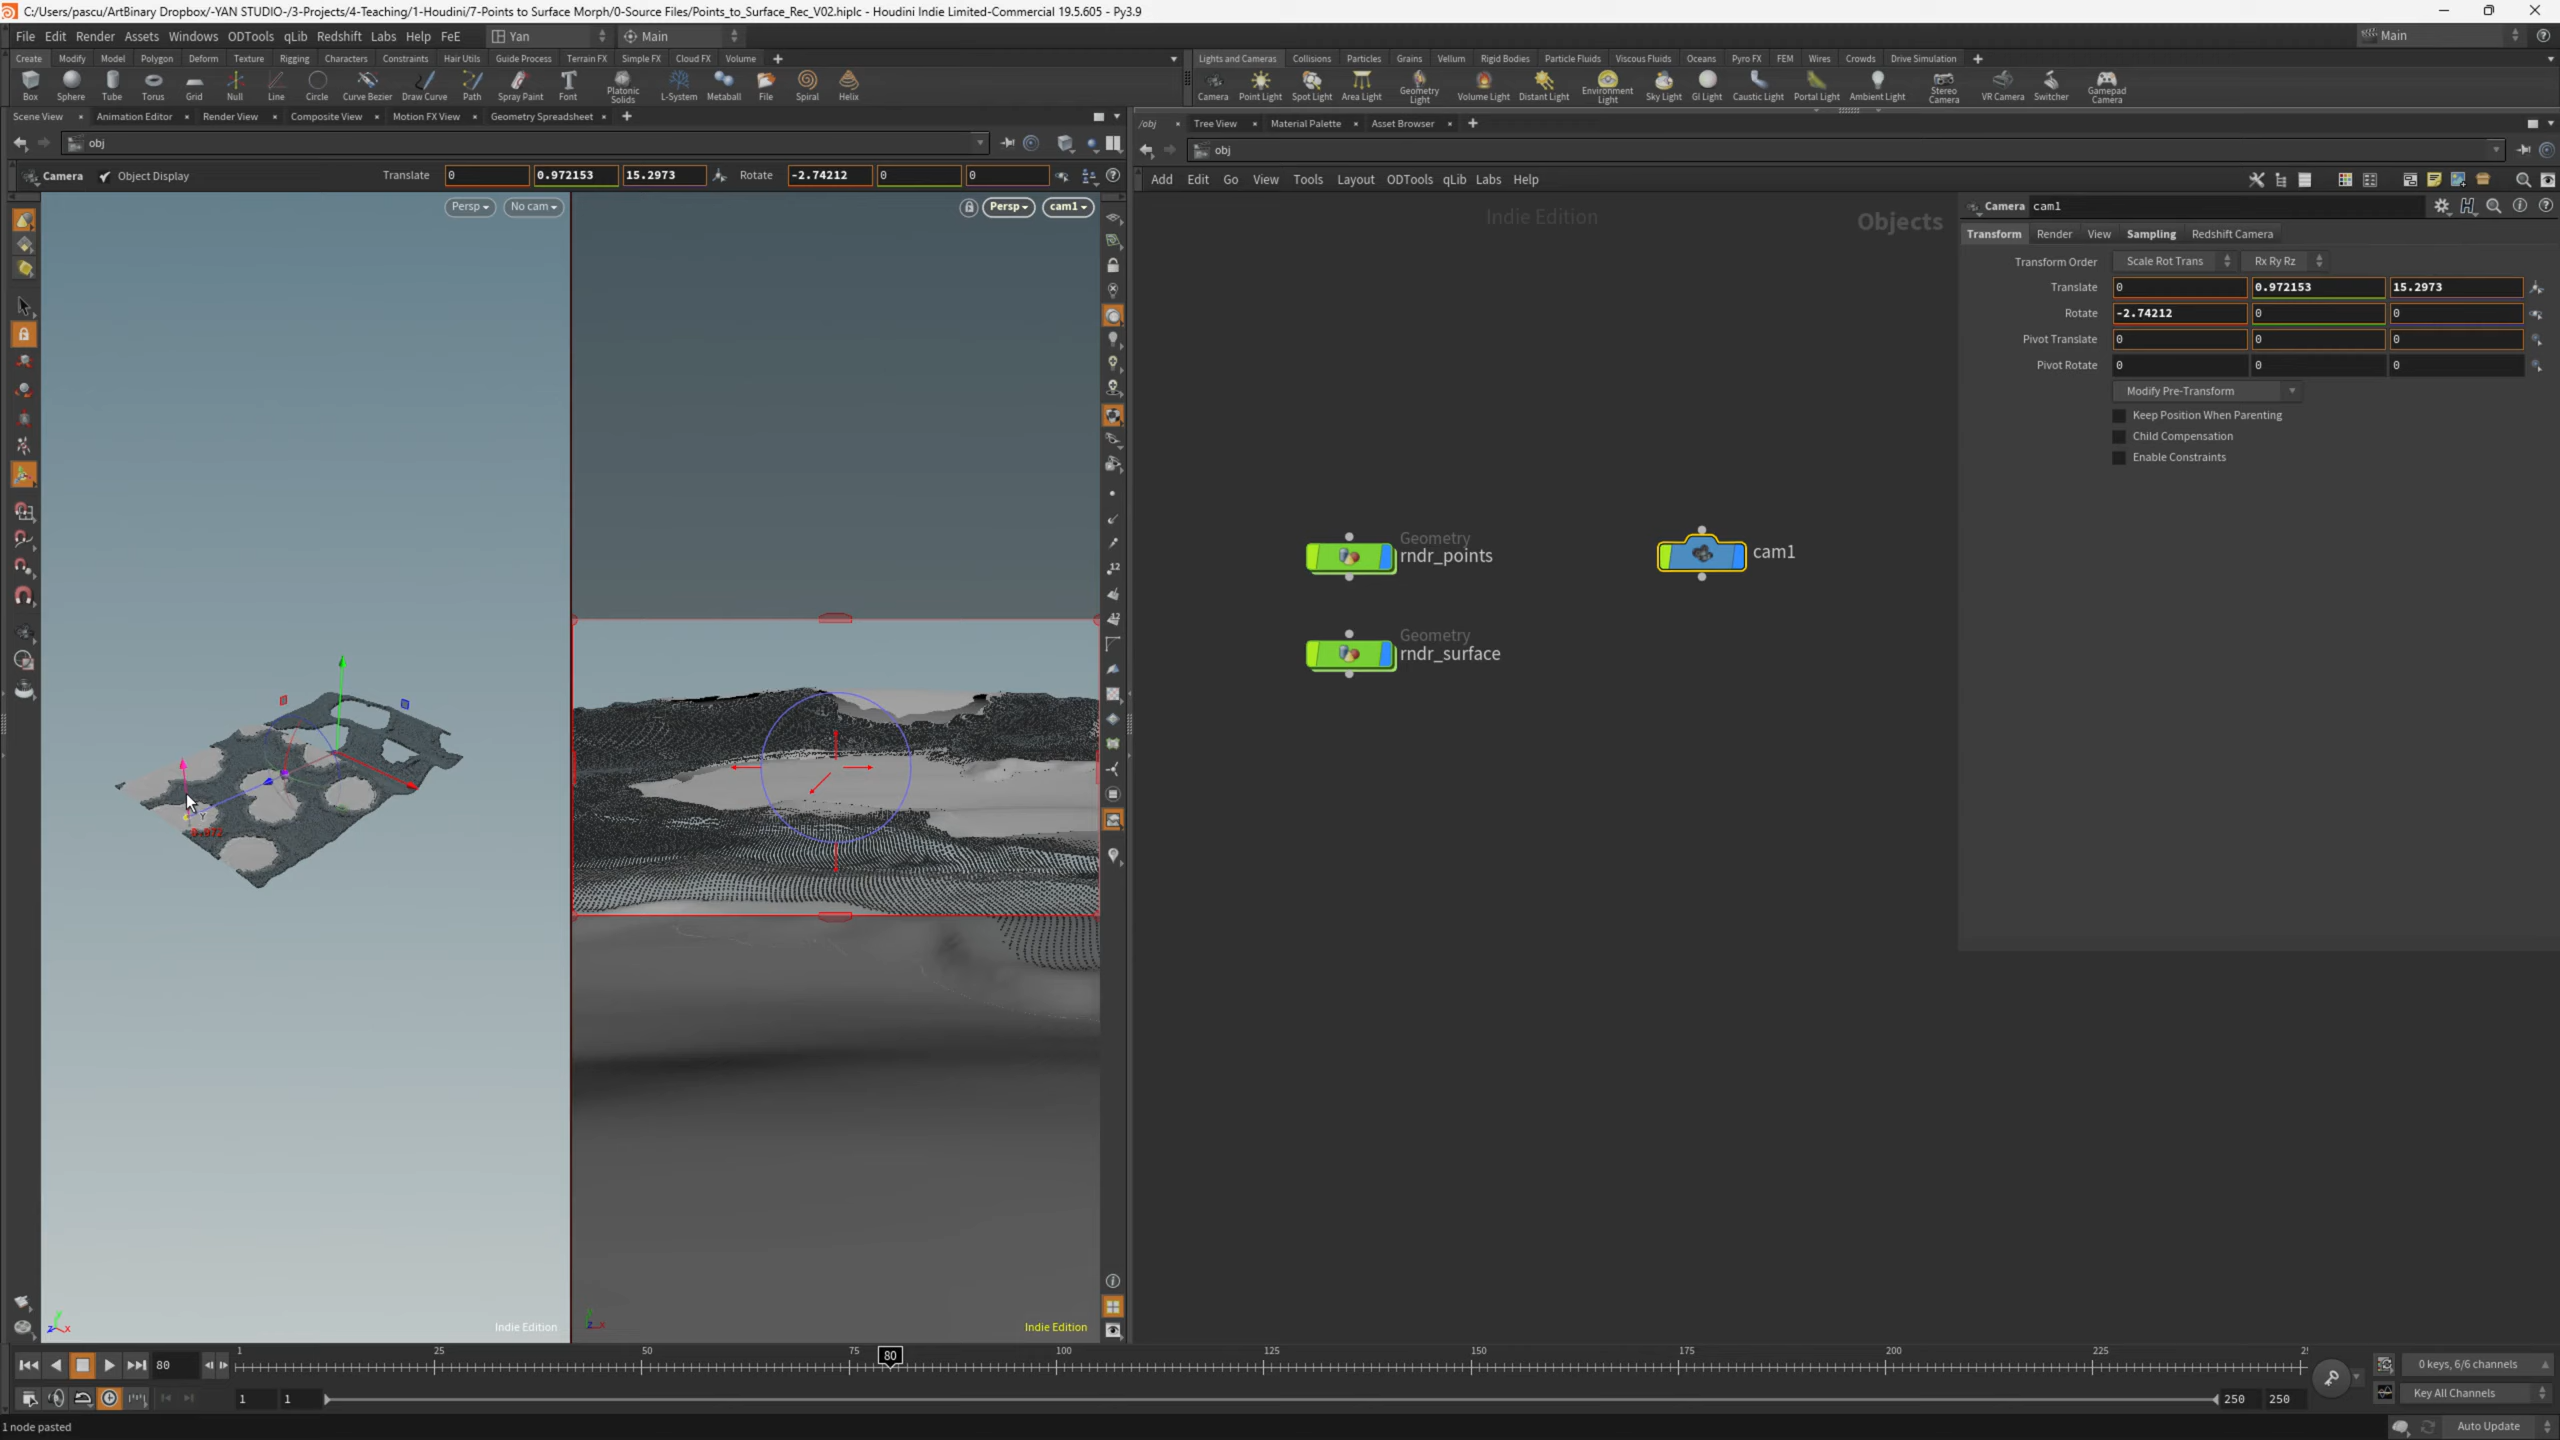 C:/Users/pascu/ArtBinary Dropbox/-YAN STUDIO-/3-Projects/4-Teaching/1-Houdini/7-Points to Surface Morph/0-Source Files/Points_to_Surface_Rec_V02.hiplc - Houdini Indie Limited-Commercial 19.5.605 - Py3.9
File Edit Render Assets Windows ODTools qLib Redshift Labs Help FeE Yan Main Main
Create Modify Model Polygon Deform Texture Rigging Characters Constraints Hair Utils Guide Process Terrain FX Simple FX Cloud FX Volume
Lights and Cameras Collisions Particles Grains Vellum Rigid Bodies Particle Fluids Viscous Fluids Oceans Pyro FX FEM Wires Crowds Drive Simulation
Box Sphere Tube Torus Grid Null Line Circle Curve Bezier Draw Curve Path Spray Paint Font Platonic Solids L-System Metaball File Spiral Helix
Camera Point Light Spot Light Area Light Geometry Light Volume Light Distant Light Environment Light Sky Light GI Light Caustic Light Portal Light Ambient Light Stereo Camera VR Camera Switcher Gamepad Camera
Scene View Animation Editor Render View Composite View Motion FX View Geometry Spreadsheet
/obj Tree View Material Palette Asset Browser
obj
obj
Camera Object Display Translate 0 0.972153 15.2973 Rotate -2.74212 0 0
Add Edit Go View Tools Layout ODTools qLib Labs Help
Persp No cam
Persp cam1
Indie Edition
Objects
Camera cam1
Transform Render View Sampling Redshift Camera
Transform Order Scale Rot Trans Rx Ry Rz
Translate 0 0.972153 15.2973
Rotate -2.74212 0 0
Pivot Translate 0 0 0
Pivot Rotate 0 0 0
Modify Pre-Transform
Keep Position When Parenting
Child Compensation
Enable Constraints
Geometry
rndr_points
cam1
Geometry
rndr_surface
0.972
12
12
z x
Indie Edition
Indie Edition
80 1 25 50 75 80 100 125 150 175 200 225
0 keys, 6/6 channels
1 1 250 250
Key All Channels
1 node pasted
Auto Update